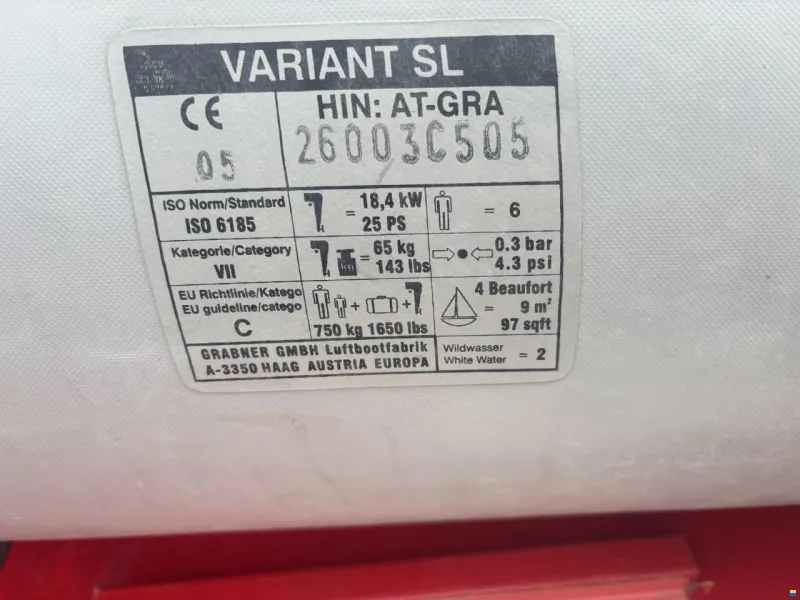 VARIANT SL
CE
05
HIN: AT-GRA
26003C505
ISO Norm/Standard
ISO 6185
= 18,4 kW
25 PS
= 6
Kategorie/Category
VII
kg
= 65 kg
143 lbs
0.3 bar
4.3 psi
EU Richtlinie/Katego
EU guideline/catego
C
+ +
750 kg 1650 lbs
4 Beaufort
= 9 m²
97 sqft
GRABNER GMBH Luftbootfabrik
A-3350 HAAG AUSTRIA EUROPA
Wildwasser
White Water = 2